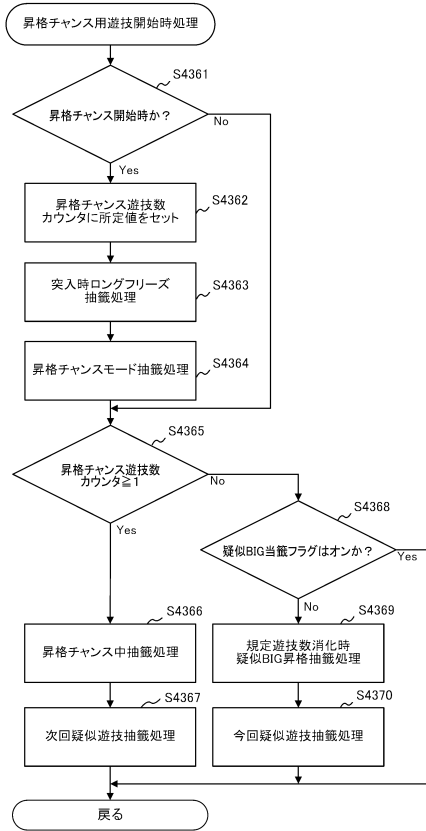 昇格チャンス用遊技開始時処理
S4361
昇格チャンス開始時か？
No
Yes
S4362
昇格チャンス遊技数
カウンタに所定値をセット
S4363
突入時ロングフリーズ
抽籤処理
S4364
昇格チャンスモード抽籤処理
S4365
昇格チャンス遊技数
カウンタ≧1
No
Yes
S4368
疑似BIG当籤フラグはオンか？
Yes
No
S4366
昇格チャンス中抽籤処理
S4369
規定遊技数消化時
疑似BIG昇格抽籤処理
S4367
次回疑似遊技抽籤処理
S4370
今回疑似遊技抽籤処理
戻る